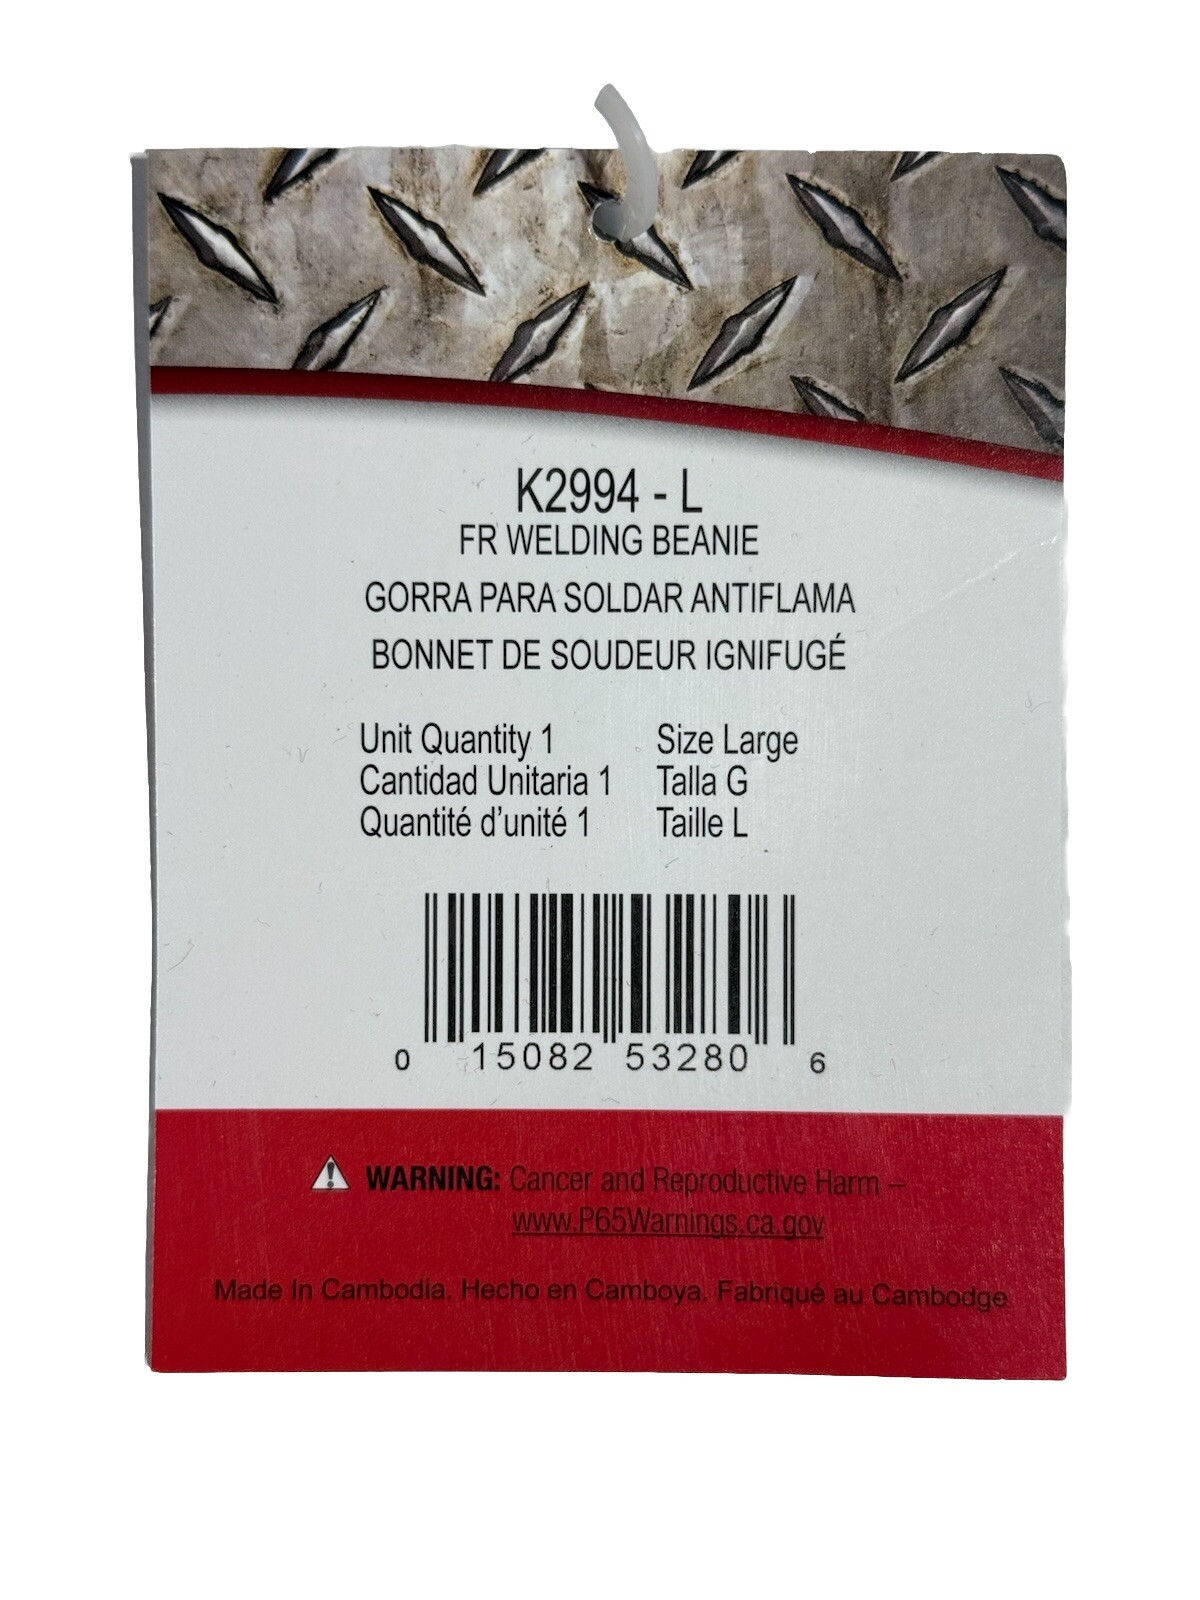 K2994 - L
FR WELDING BEANIE
GORRA PARA SOLDAR ANTIFLAMA
BONNET DE SOUDEUR IGNIFUGÉ
Unit Quantity 1 Size Large
Cantidad Unitaria 1 Talla G
Quantité d'unité 1 Taille L
0 15082 53280 6
WARNING: Cancer and Reproductive Harm –
www.P65Warnings.ca.gov
Made In Cambodia. Hecho en Camboya. Fabriqué au Cambodge